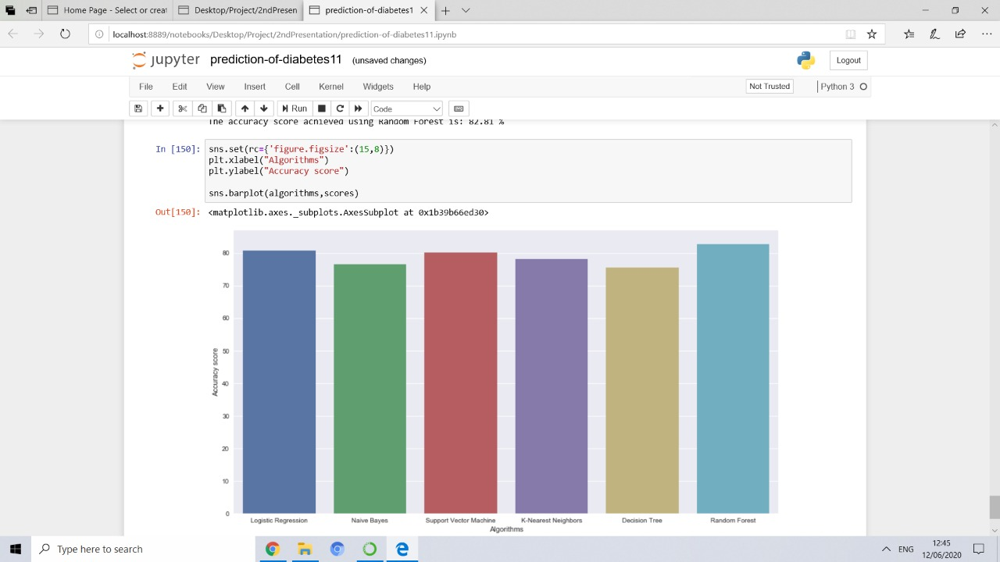 Home Page - Select or creat
Presentation/
prediction-of-diabetes1
localhost:8889/notebooks/Desktop/Project/2ndPresentation/prediction-of-diabetes11.ipynb
jupyter prediction-of-diabetes11 (unsaved changes)
Logout
File Edit View Insert Cell Kernel Widgets Help
Not Trusted
Python 3
Run
Code
The accuracy score achieved using Random Forest is: 82.81 %
In [150]:
sns.set(rc={'figure.figsize':(15,8)})
plt.xlabel("Algorithms")
plt.ylabel("Accuracy score")
sns.barplot(algorithms,scores)
Out[150]: <matplotlib.axes._subplots.AxesSubplot at 0x1b39b66ed30>
80
70
60
50
40
30
20
10
0
Accuracy score
Logistic Regression
Naive Bayes
Support Vector Machine
K-Nearest Neighbors
Decision Tree
Random Forest
Algorithms
Type here to search
ENG
12:45
12/06/2020